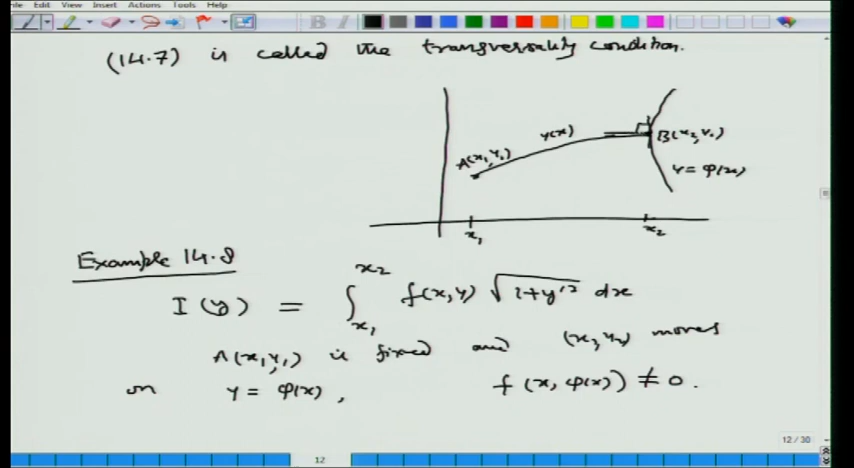 File Edit View Insert Actions Tools Help
B I
(14.7) is called the transversality condition.
A(x₁,y₁) y(x) B(x₂,y₂)
y = φ(x)
x₁ x₂
Example 14.8
I(y) = ∫_{x₁}^{x₂} f(x,y) √(1+y'²) dx
A(x₁,y₁) is fixed and (x₂,y₂) moves
on y = φ(x), f(x, φ(x)) ≠ 0.
12 / 30
12